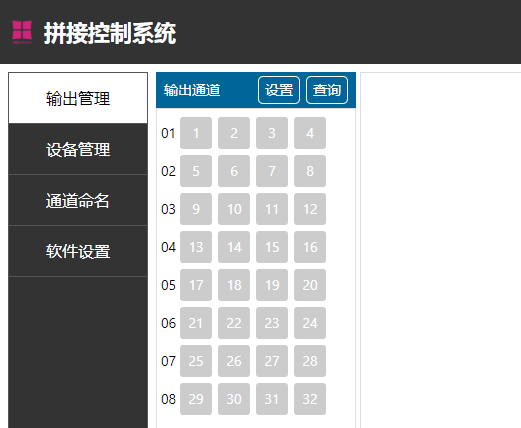 拼接控制系统
输出管理
设备管理
通道命名
软件设置
输出通道 设置 查询
01 1 2 3 4
02 5 6 7 8
03 9 10 11 12
04 13 14 15 16
05 17 18 19 20
06 21 22 23 24
07 25 26 27 28
08 29 30 31 32